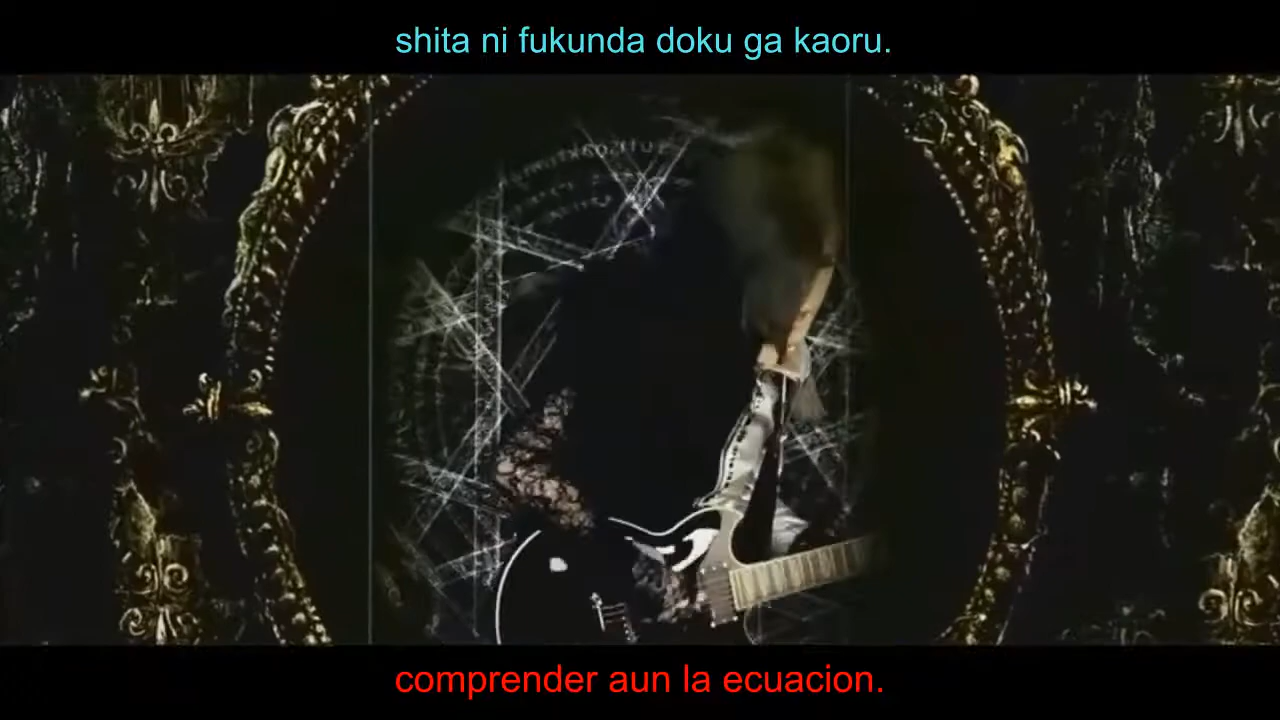 shita ni fukunda doku ga kaoru.
comprender aun la ecuacion.